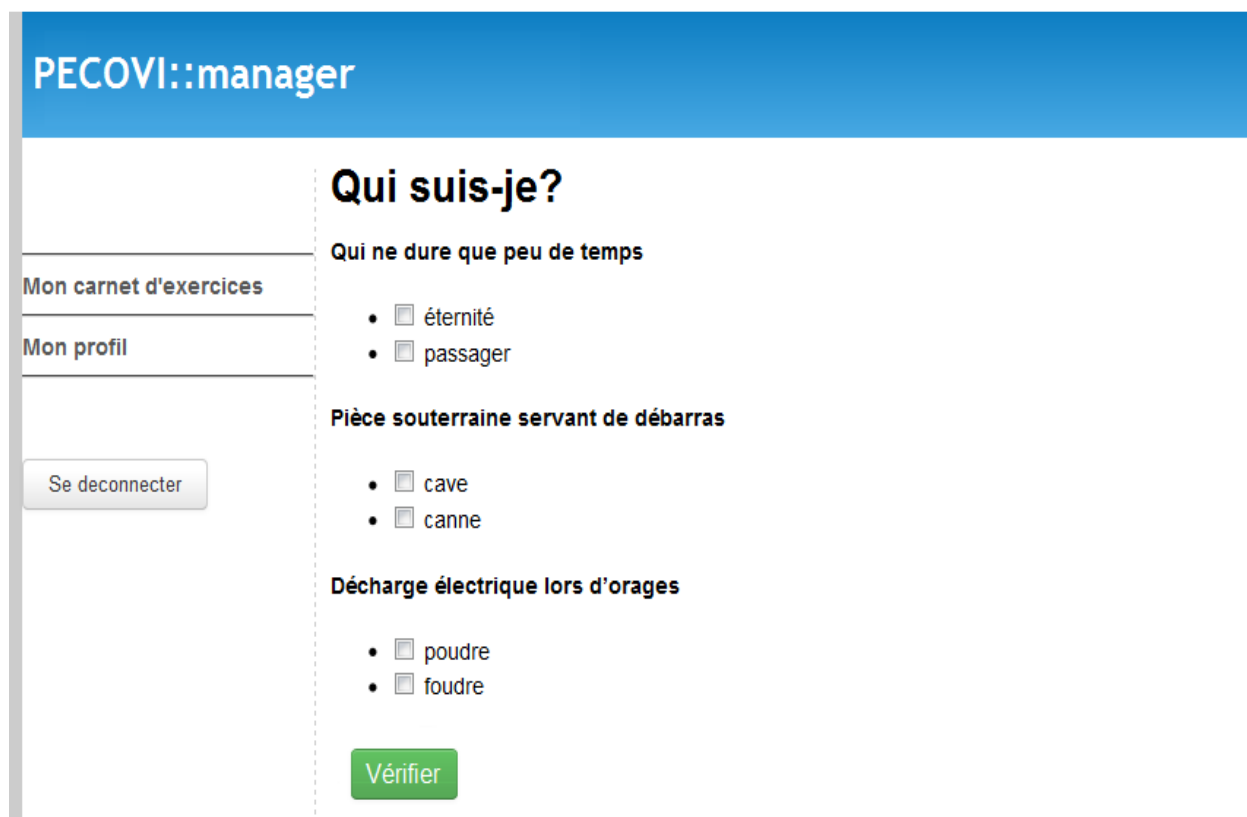 PECOVI::manager
Mon carnet d'exercices
Mon profil
Se deconnecter
Qui suis-je?
Qui ne dure que peu de temps
éternité
passager
Pièce souterraine servant de débarras
cave
canne
Décharge électrique lors d’orages
poudre
foudre
Vérifier